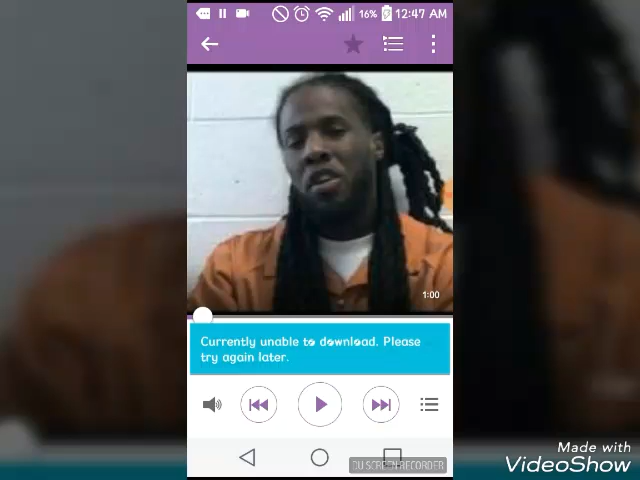 16% 12:47 AM
1:00
Currently unable to download. Please
try again later.
DU SCREEN RECORDER
Made with
VideoShow